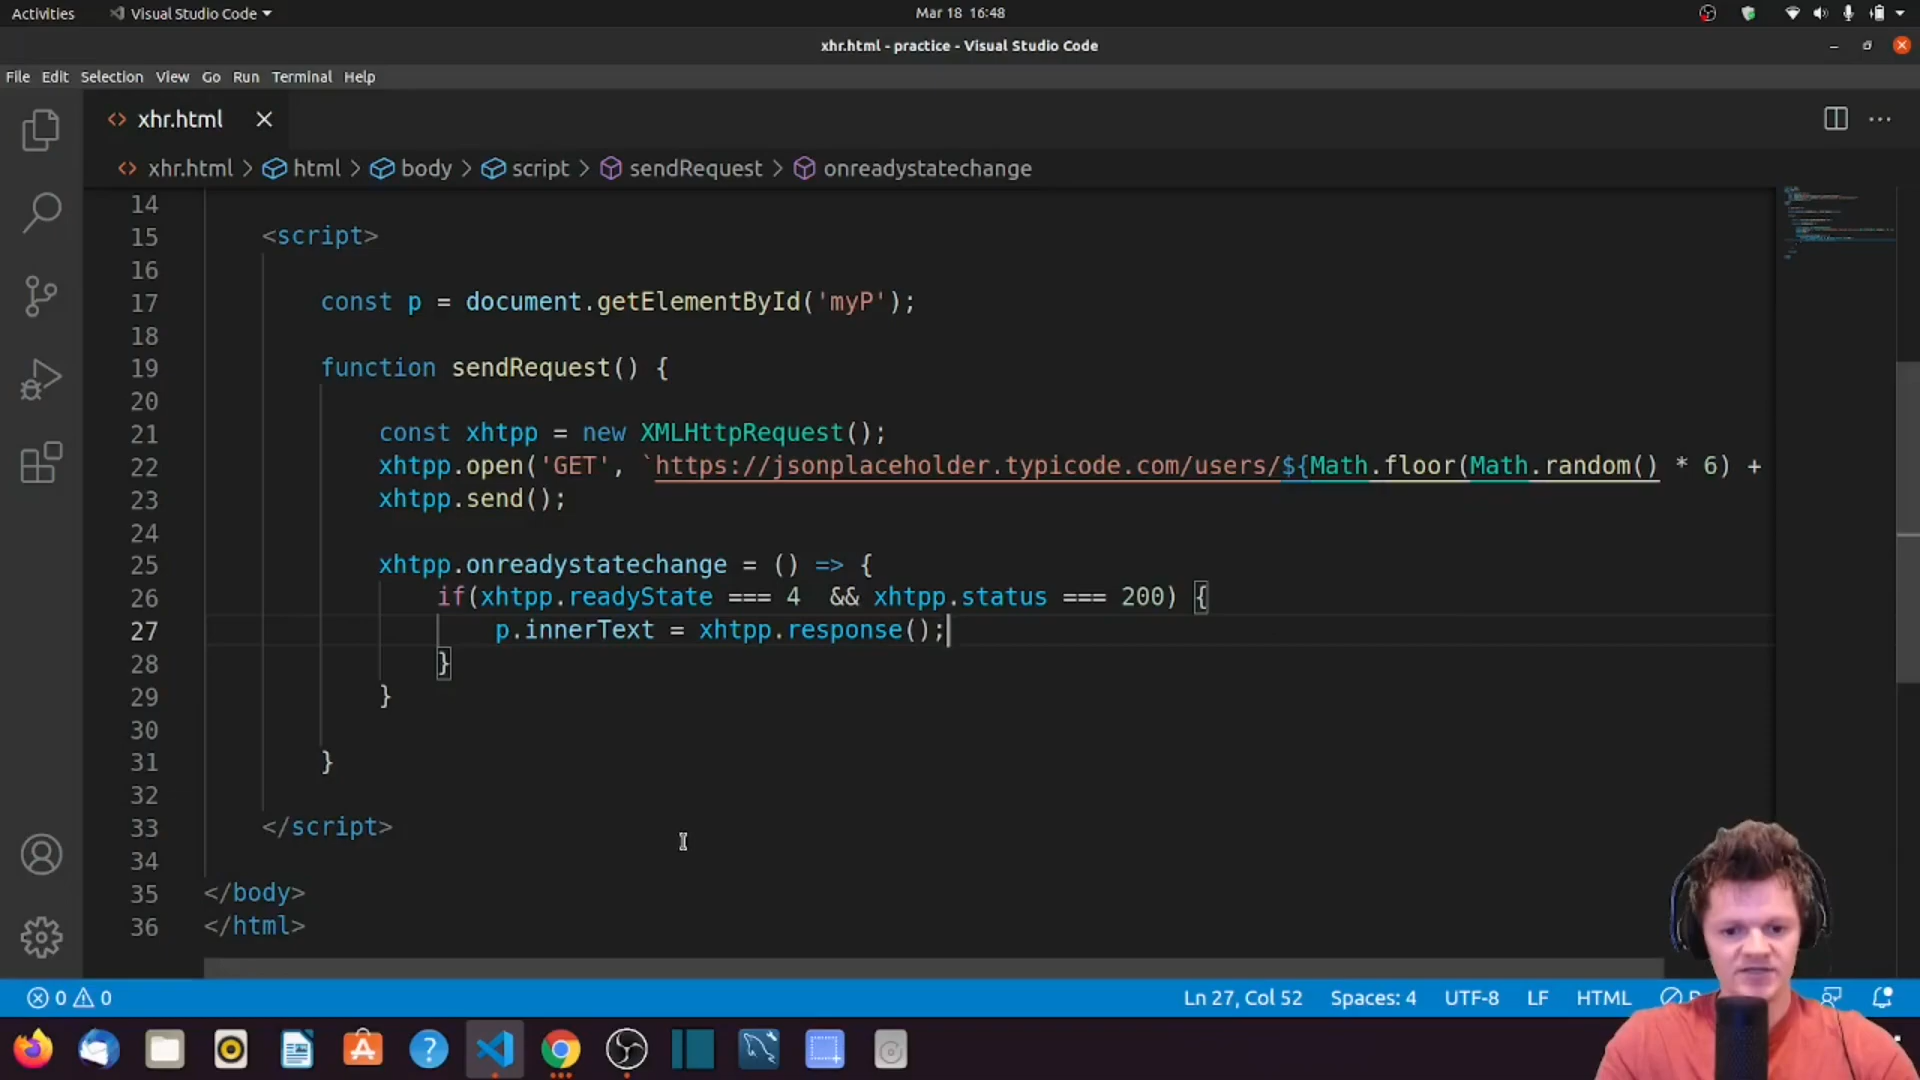 Activities Visual Studio Code Mar 18 16:48
xhr.html - practice - Visual Studio Code
File Edit Selection View Go Run Terminal Help
<> xhr.html
<> xhr.html > html > body > script > sendRequest > onreadystatechange
14
15 <script>
16
17 const p = document.getElementById('myP');
18
19 function sendRequest() {
20
21 const xhtpp = new XMLHttpRequest();
22 xhtpp.open('GET', `https://jsonplaceholder.typicode.com/users/${Math.floor(Math.random() * 6) +
23 xhtpp.send();
24
25 xhtpp.onreadystatechange = () => {
26 if(xhtpp.readyState === 4  && xhtpp.status === 200) {
27 p.innerText = xhtpp.response();
28 }
29 }
30
31 }
32
33 </script>
34
35 </body>
36 </html>
0 0 Ln 27, Col 52 Spaces: 4 UTF-8 LF HTML